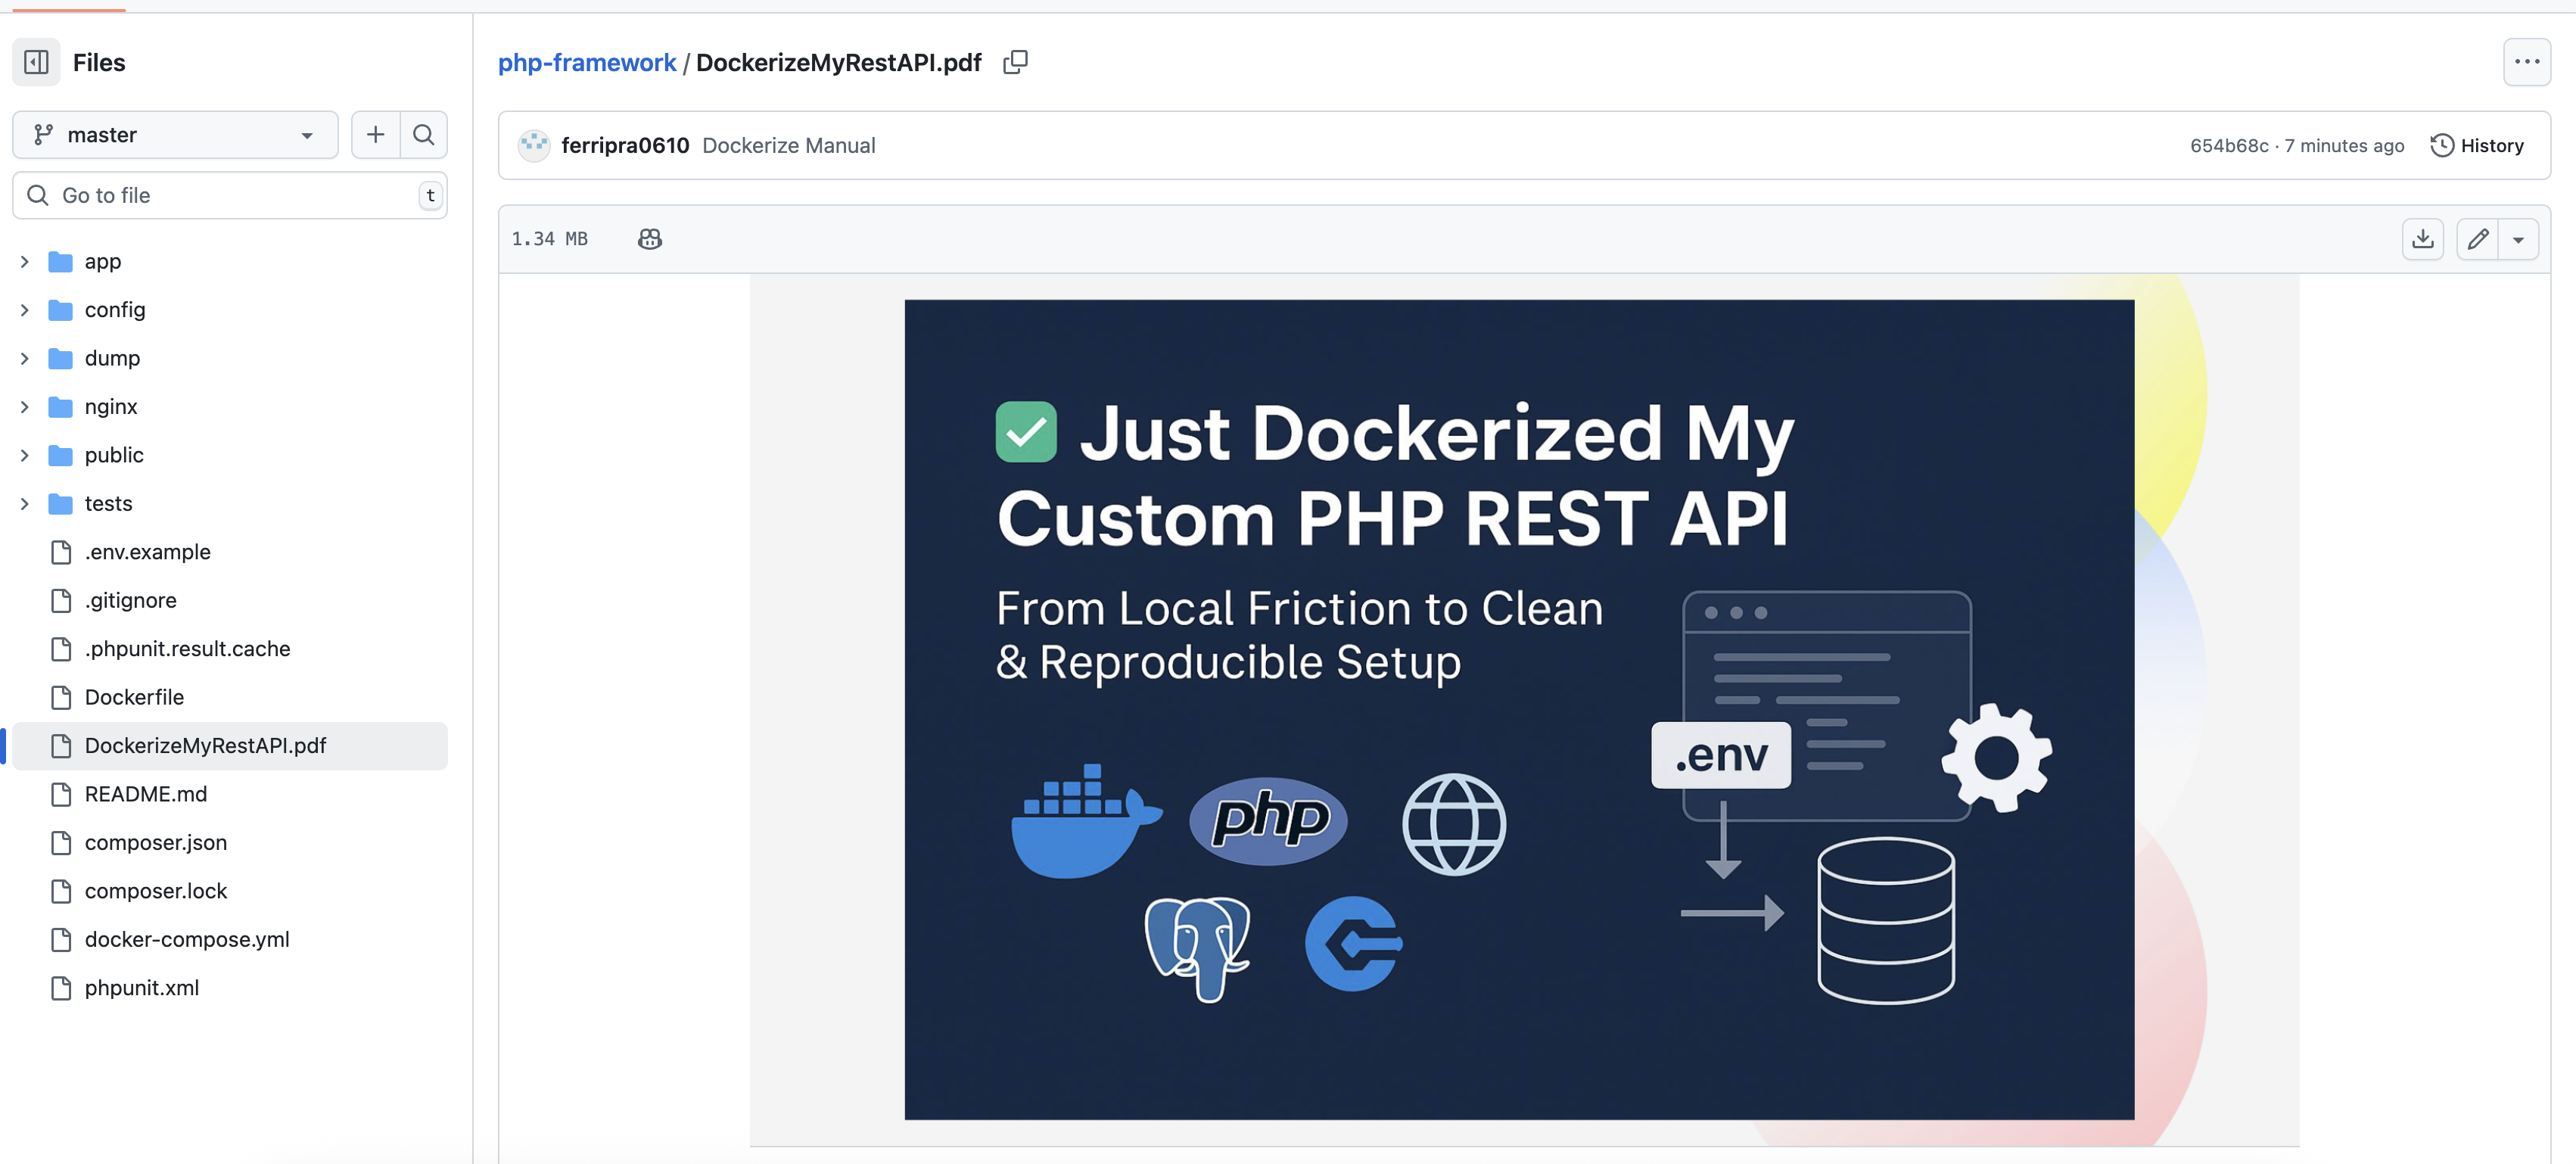 Files
master
Go to file
t
app
config
dump
nginx
public
tests
.env.example
.gitignore
.phpunit.result.cache
Dockerfile
DockerizeMyRestAPI.pdf
README.md
composer.json
composer.lock
docker-compose.yml
phpunit.xml
php-framework / DockerizeMyRestAPI.pdf
ferripra0610 Dockerize Manual
654b68c · 7 minutes ago
History
1.34 MB
✅ Just Dockerized My
Custom PHP REST API
From Local Friction to Clean
& Reproducible Setup
.env
php